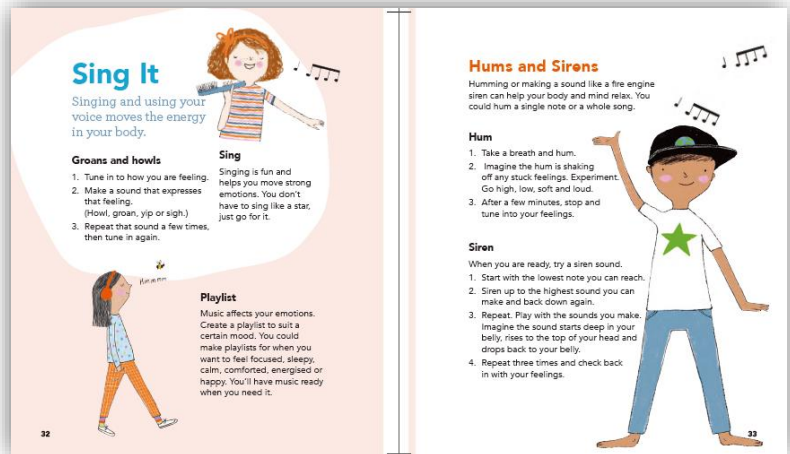 Sing It
Singing and using your
voice moves the energy
in your body.
Groans and howls
1. Tune in to how you are feeling.
2. Make a sound that expresses
that feeling.
(Howl, groan, yip or sigh.)
3. Repeat that sound a few times,
then tune in again.
Sing
Singing is fun and
helps you move strong
emotions. You don't
have to sing like a star,
just go for it.
Playlist
Music affects your emotions.
Create a playlist to suit a
certain mood. You could
make playlists for when you
want to feel focused, sleepy,
calm, comforted, energised or
happy. You'll have music ready
when you need it.
32
Hums and Sirens
Humming or making a sound like a fire engine
siren can help your body and mind relax. You
could hum a single note or a whole song.
Hum
1. Take a breath and hum.
2. Imagine the hum is shaking
off any stuck feelings. Experiment.
Go high, low, soft and loud.
3. After a few minutes, stop and
tune into your feelings.
Siren
When you are ready, try a siren sound.
1. Start with the lowest note you can reach.
2. Siren up to the highest sound you can
make and back down again.
3. Repeat. Play with the sounds you make.
Imagine the sound starts deep in your
belly, rises to the top of your head and
drops back to your belly.
4. Repeat three times and check back
in with your feelings.
33